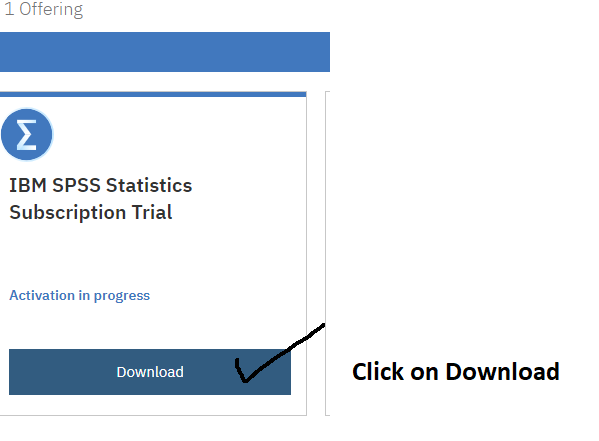 1 Offering
Σ
IBM SPSS Statistics
Subscription Trial
Activation in progress
Download
Click on Download